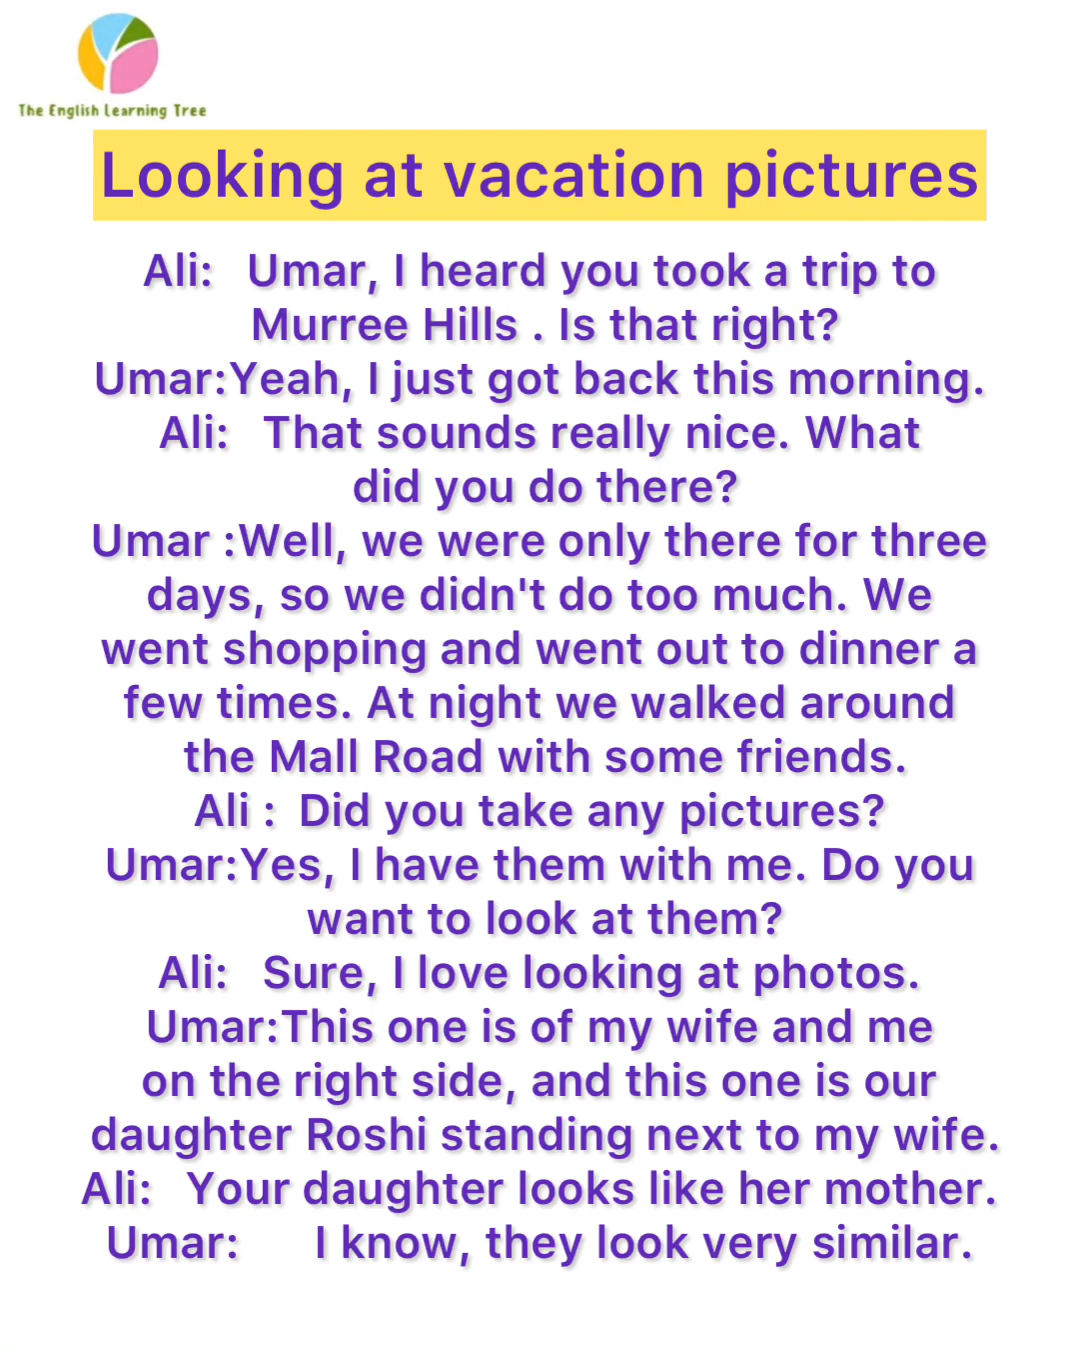 The English Learning Tree
Looking at vacation pictures
Ali:   Umar, I heard you took a trip to
Murree Hills . Is that right?
Umar:Yeah, I just got back this morning.
Ali:   That sounds really nice. What
did you do there?
Umar :Well, we were only there for three
days, so we didn't do too much. We
went shopping and went out to dinner a
few times. At night we walked around
the Mall Road with some friends.
Ali :  Did you take any pictures?
Umar:Yes, I have them with me. Do you
want to look at them?
Ali:   Sure, I love looking at photos.
Umar:This one is of my wife and me
on the right side, and this one is our
daughter Roshi standing next to my wife.
Ali:   Your daughter looks like her mother.
Umar:      I know, they look very similar.